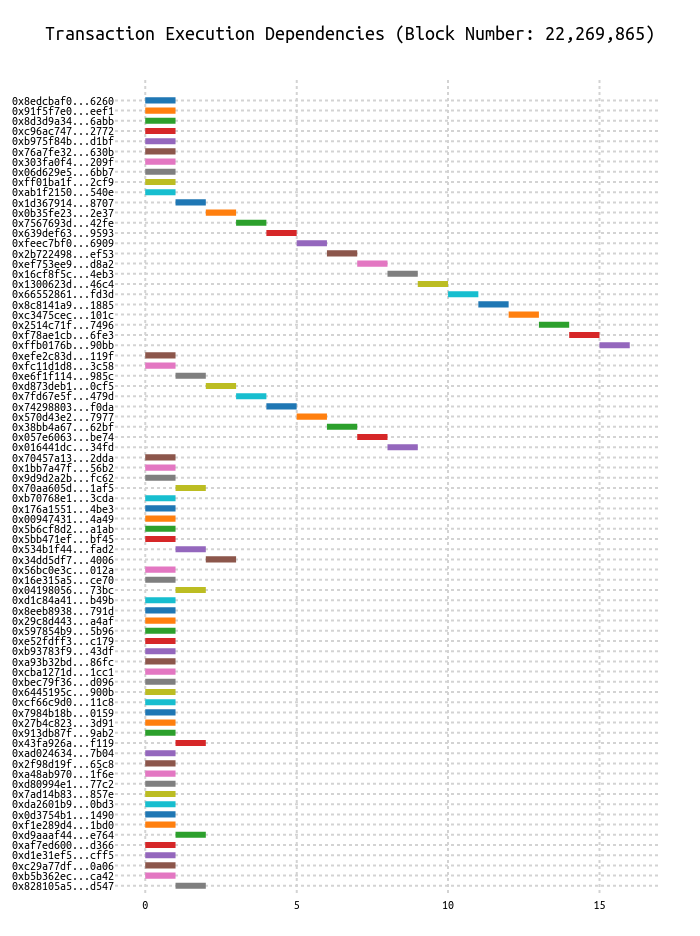 Transaction Execution Dependencies (Block Number: 22,269,865)
0x8edcbaf0...6260
0x91f5f7e0...eef1
0x8d3d9a34...6abb
0xc96ac747...2772
0xb975f84b...d1bf
0x76a7fe32...630b
0x303fa0f4...209f
0x06d629e5...6bb7
0xff01ba1f...2cf9
0xab1f2150...540e
0x1d367914...8707
0x0b35fe23...2e37
0x7567693d...42fe
0x639def63...9593
0xfeec7bf0...6909
0x2b722498...ef53
0xef753ee9...d8a2
0x16cf8f5c...4eb3
0x1300623d...46c4
0x66552861...fd3d
0x8c8141a9...1885
0xc3475cec...101c
0x2514c71f...7496
0xf78ae1cb...6fe3
0xffb0176b...90bb
0xefe2c83d...119f
0xfc11d1d8...3c58
0xe6f1f114...985c
0xd873deb1...0cf5
0x7fd67e5f...479d
0x74298803...f0da
0x570d43e2...7977
0x38bb4a67...62bf
0x057e6063...be74
0x016441dc...34fd
0x70457a13...2dda
0x1bb7a47f...56b2
0x9d9d2a2b...fc62
0x70aa605d...1af5
0xb70768e1...3cda
0x176a1551...4be3
0x00947431...4a49
0x5b6cf8d2...a1ab
0x5bb471ef...bf45
0x534b1f44...fad2
0x34dd5df7...4006
0x56bc0e3c...012a
0x16e315a5...ce70
0x04198056...73bc
0xd1c84a41...b49b
0x8eeb8938...791d
0x29c8d443...a4af
0x597854b9...5b96
0xe52fdff3...c179
0xb93783f9...43df
0xa93b32bd...86fc
0xcba1271d...1cc1
0xbec79f36...d096
0x6445195c...900b
0xcf66c9d0...11c8
0x7984b18b...0159
0x27b4c823...3d91
0x913db87f...9ab2
0x43fa926a...f119
0xad024634...7b04
0x2f98d19f...65c8
0xa48ab970...1f6e
0xd80994e1...77c2
0x7ad14b83...857e
0xda2601b9...0bd3
0x0d3754b1...1490
0xf1e289d4...1bd0
0xd9aaaf44...e764
0xaf7ed600...d366
0xd1e31ef5...cff5
0xc29a77df...0a06
0xb5b362ec...ca42
0x828105a5...d547
0 5 10 15